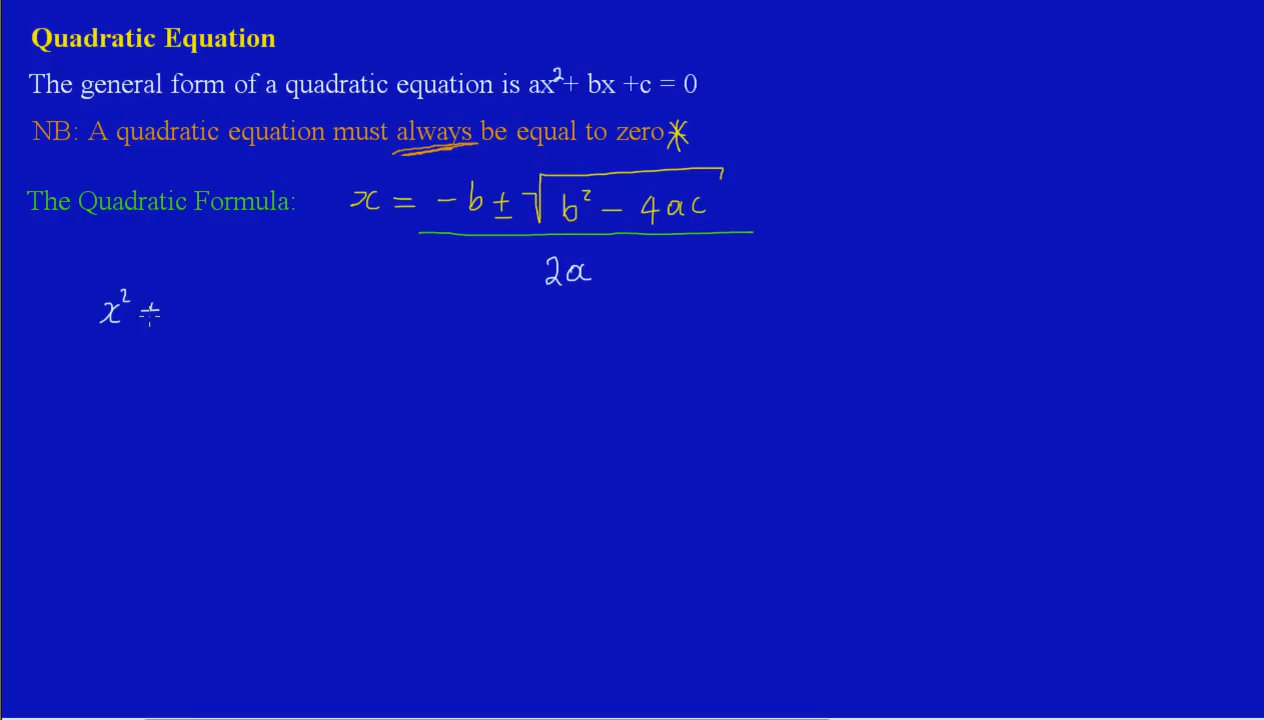 Quadratic Equation
The general form of a quadratic equation is ax²+ bx +c = 0
NB: A quadratic equation must always be equal to zero*
The Quadratic Formula: x = -b ± √b² - 4ac
2a
x² +